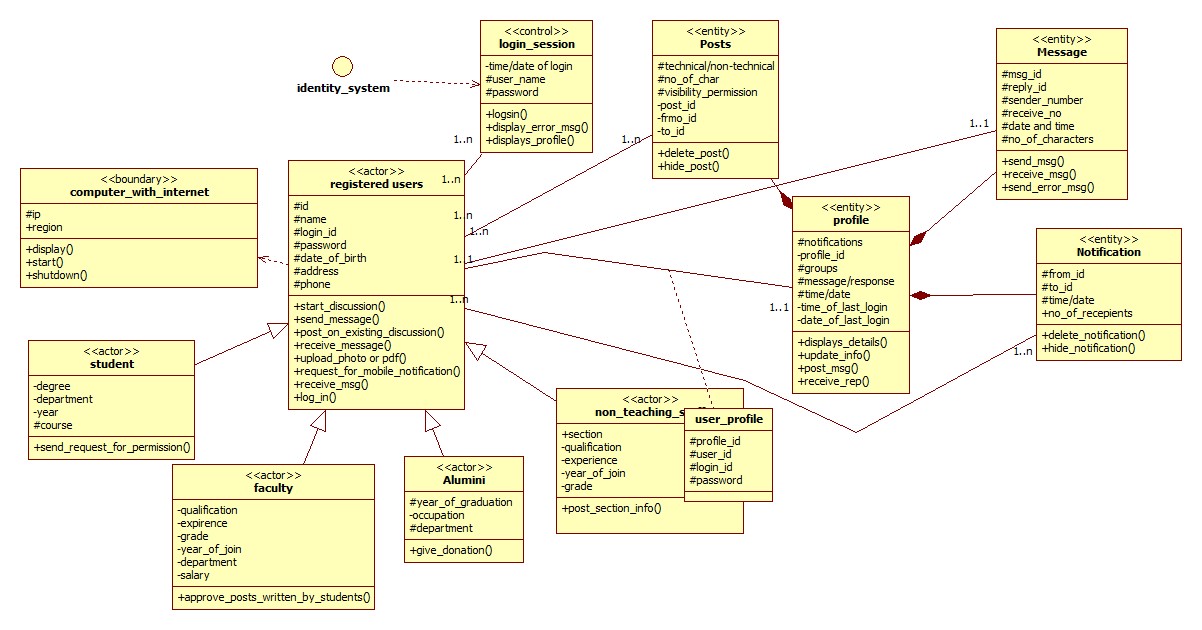 identity_system
<<control>>
login_session
-time/date of login
#user_name
#password
+logsin()
+display_error_msg()
+displays_profile()
<<entity>>
Posts
#technical/non-technical
#no_of_char
#visibility_permission
-post_id
-frmo_id
-to_id
+delete_post()
+hide_post()
<<entity>>
Message
#msg_id
#reply_id
#sender_number
#receive_no
#date and time
#no_of_characters
+send_msg()
+receive_msg()
+send_error_msg()
1..n
1..n
1..n
1..1
<<boundary>>
computer_with_internet
#ip
+region
+display()
+start()
+shutdown()
<<actor>>
registered users
#id
#name
#login_id
#password
#date_of_birth
#address
#phone
+start_discussion()
+send_message()
+post_on_existing_discussion()
+receive_message()
+upload_photo or pdf()
+request_for_mobile_notification()
+receive_msg()
+log_in()
1..n
1..n
1..1
1..n
<<entity>>
profile
#notifications
-profile_id
#groups
#message/response
#time/date
-time_of_last_login
-date_of_last_login
+displays_details()
+update_info()
+post_msg()
+receive_rep()
1..1
<<entity>>
Notification
#from_id
#to_id
#time/date
+no_of_recepients
+delete_notification()
+hide_notification()
1..n
<<actor>>
student
-degree
-department
-year
#course
+send_request_for_permission()
<<actor>>
faculty
-qualification
-expirence
-grade
-year_of_join
-department
-salary
+approve_posts_written_by_students()
<<actor>>
Alumini
#year_of_graduation
-occupation
#department
+give_donation()
<<actor>>
non_teaching_s
+section
-qualification
-experience
-year_of_join
-grade
+post_section_info()
user_profile
#profile_id
#user_id
#login_id
#password